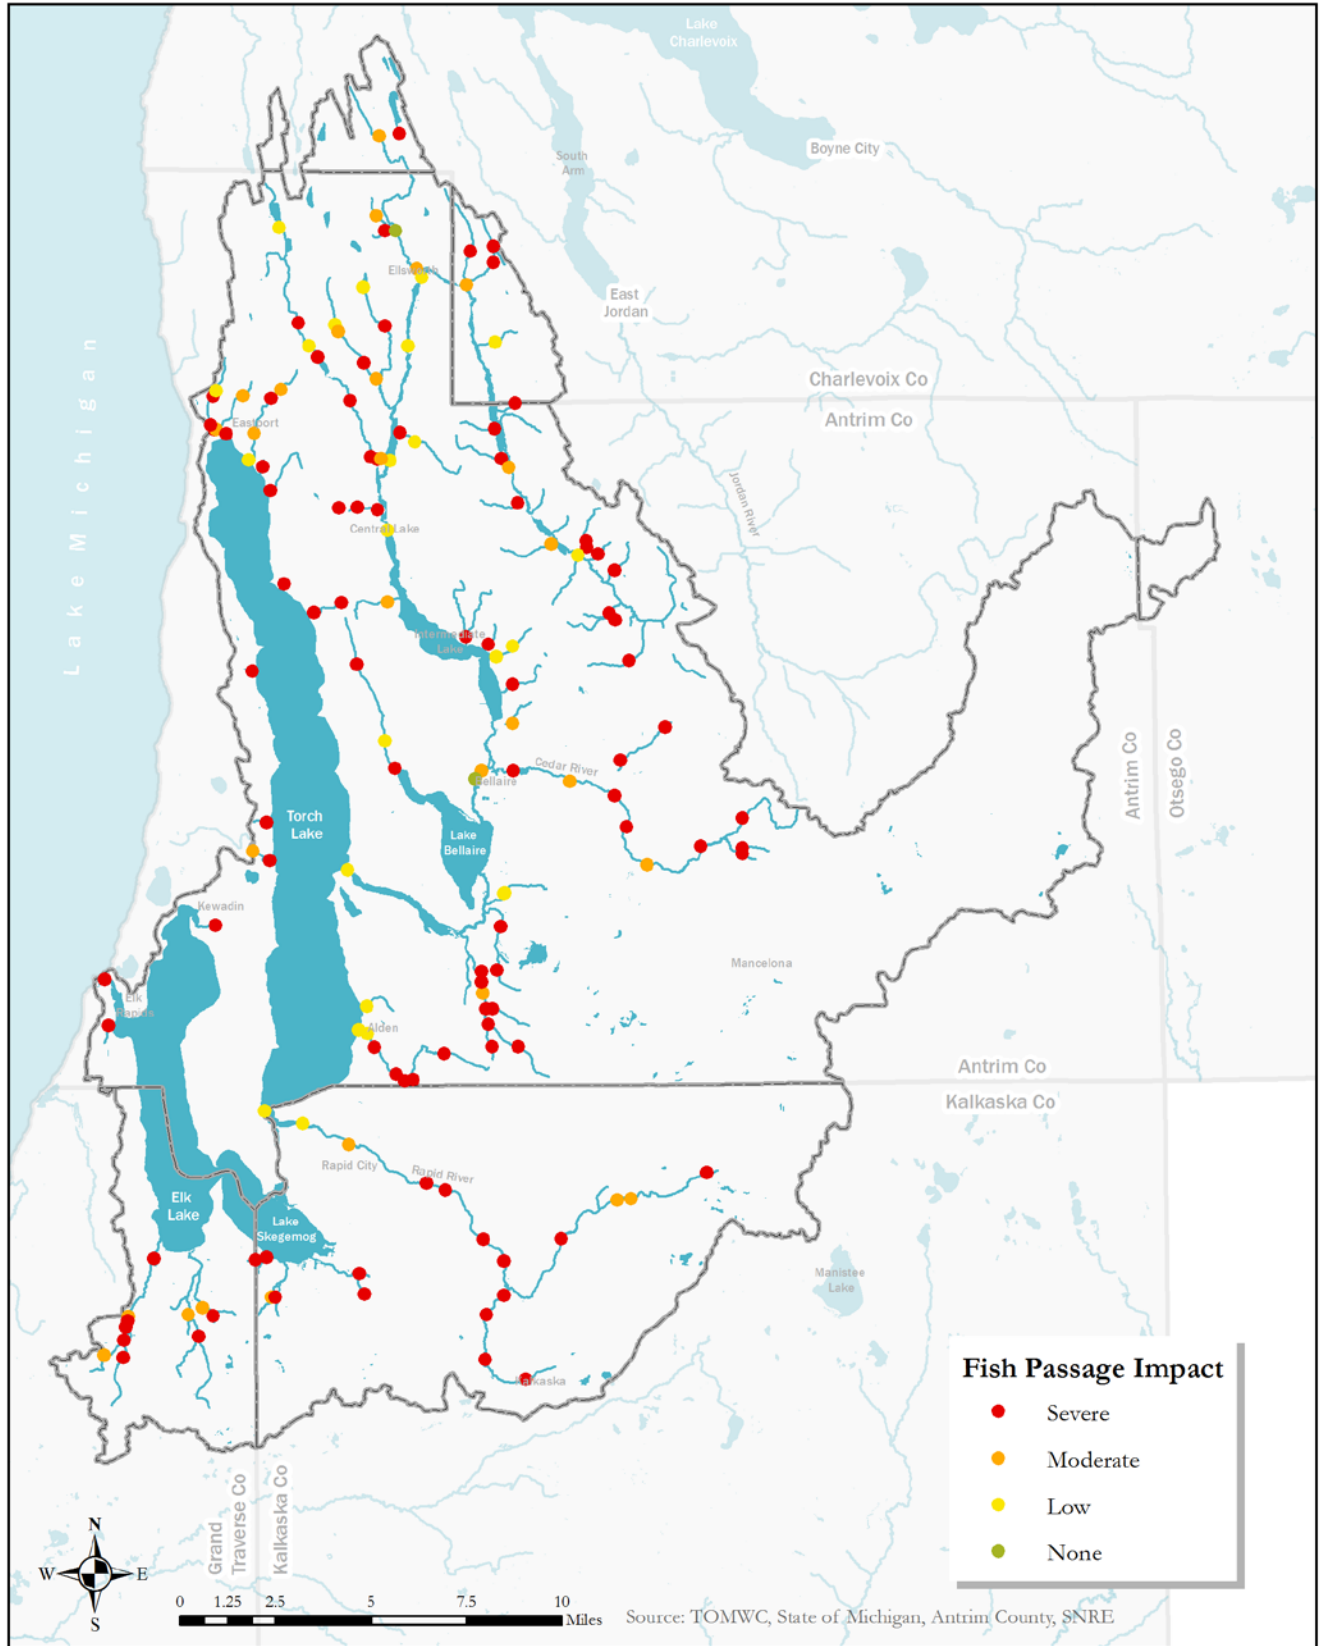 Lake
Charlevoix
Boyne City
South
Arm
Ellsworth
East
Jordan
Lake Michigan
Charlevoix Co
Antrim Co
Eastport
Jordan River
Central Lake
Intermediate
Lake
Antrim Co
Otsego Co
Cedar River
Bellaire
Torch
Lake
Lake
Bellaire
Kewadin
Mancelona
Elk
Rapids
Alden
Antrim Co
Kalkaska Co
Rapid City
Rapid River
Elk
Lake
Lake
Skegemog
Manistee
Lake
Kalkaska
Fish Passage Impact
Severe
Moderate
Low
None
Grand
Traverse Co
Kalkaska Co
N
W
E
S
0 1.25 2.5 5 7.5 10
Miles
Source: TOMWC, State of Michigan, Antrim County, SNRE